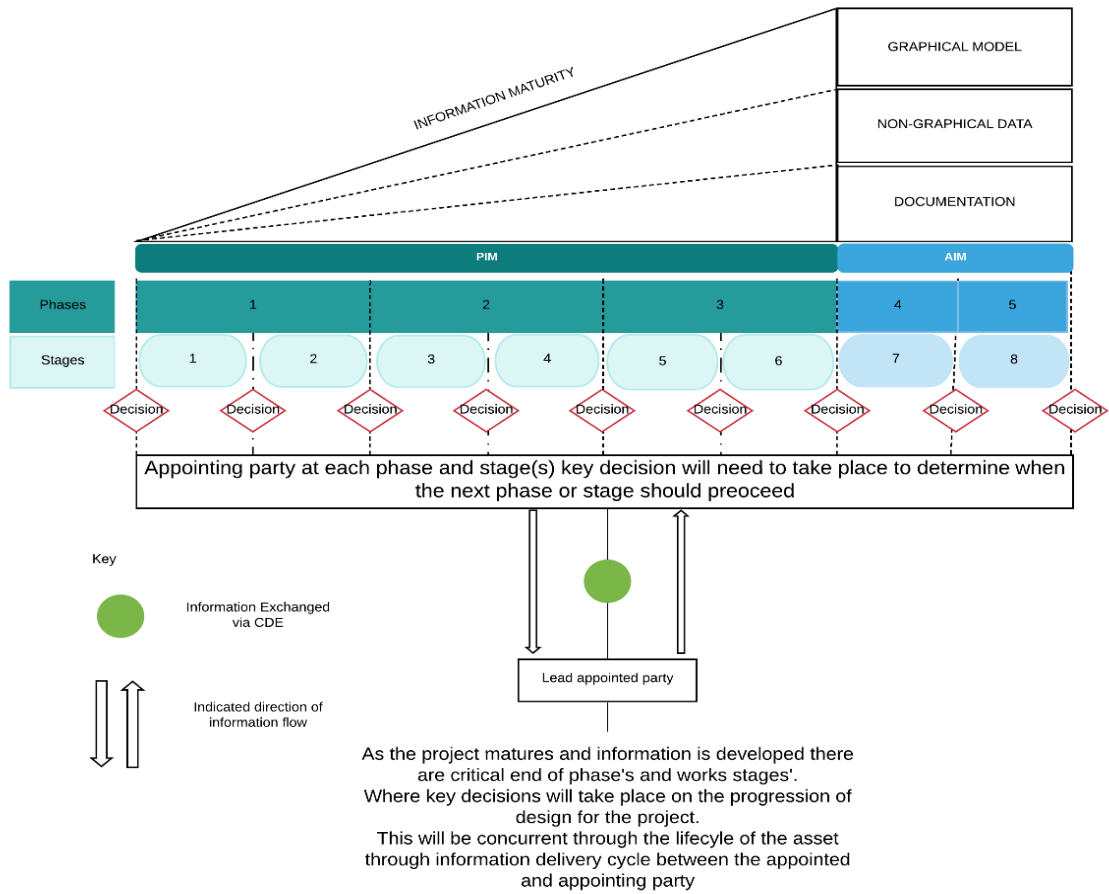 GRAPHICAL MODEL
INFORMATION MATURITY
NON-GRAPHICAL DATA
DOCUMENTATION
PIM AIM
Phases 1 2 3 4 5
Stages 1 2 3 4 5 6 7 8
Decision Decision Decision Decision Decision Decision Decision Decision Decision
Appointing party at each phase and stage(s) key decision will need to take place to determine when
the next phase or stage should preoceed
Key
Information Exchanged
via CDE
Lead appointed party
Indicated direction of
information flow
As the project matures and information is developed there
are critical end of phase's and works stages'.
Where key decisions will take place on the progression of
design for the project.
This will be concurrent through the lifecyle of the asset
through information delivery cycle between the appointed
and appointing party